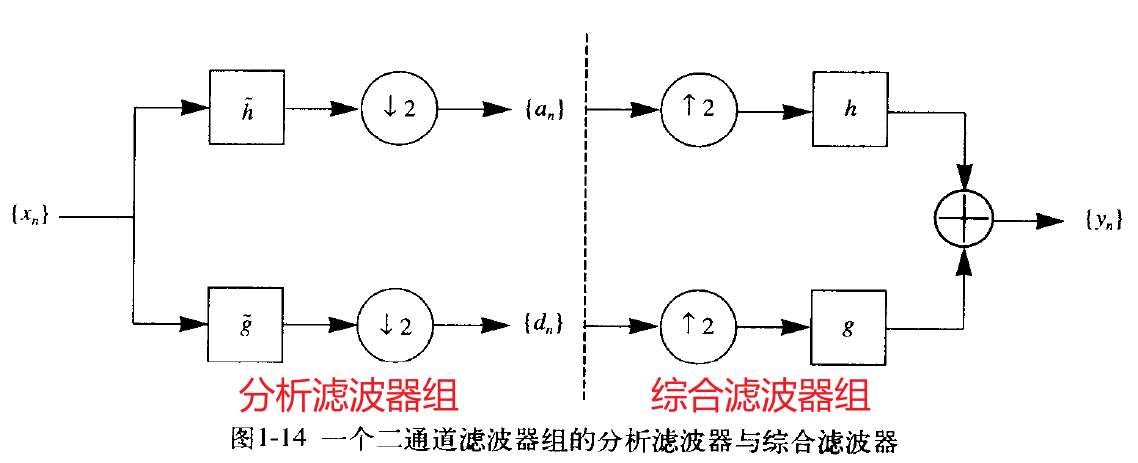 h̃ ↓2 {aₙ} ↑2 h
{xₙ} {yₙ}
g̃ ↓2 {dₙ} ↑2 g
分析滤波器组 综合滤波器组
图1-14 一个二通道滤波器组的分析滤波器与综合滤波器